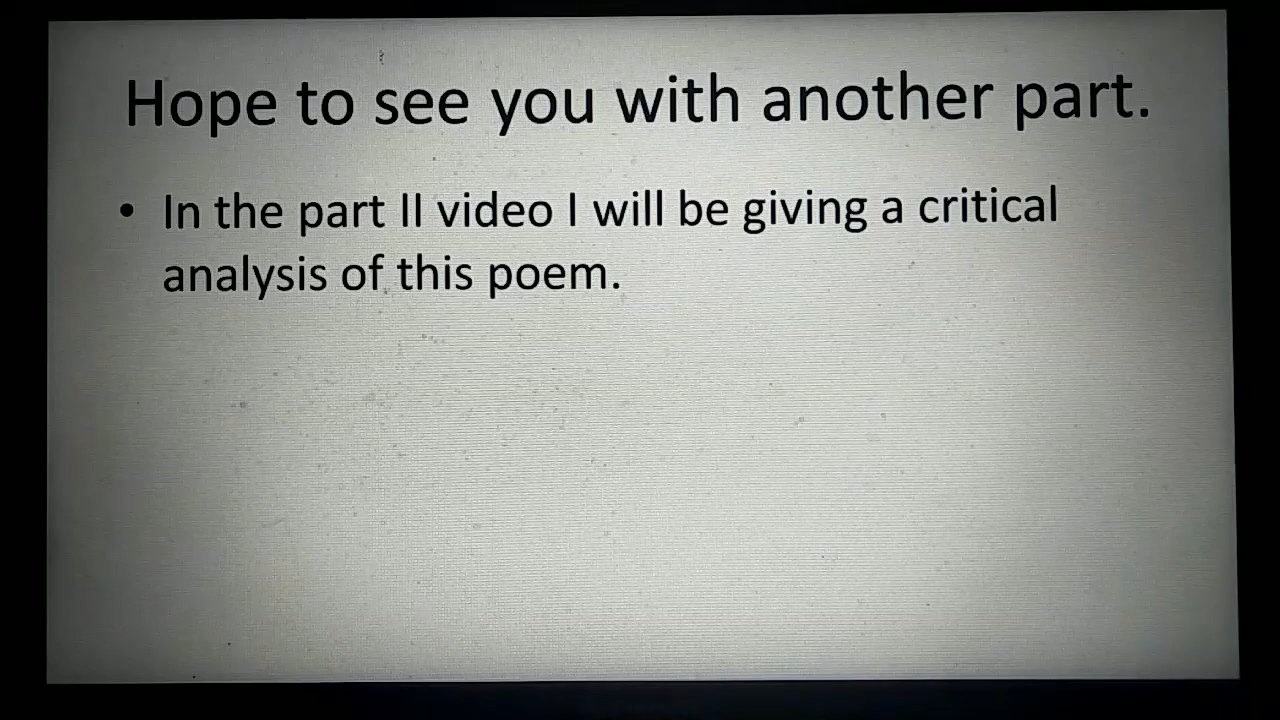 Hope to see you with another part.
• In the part II video I will be giving a critical
analysis of this poem.